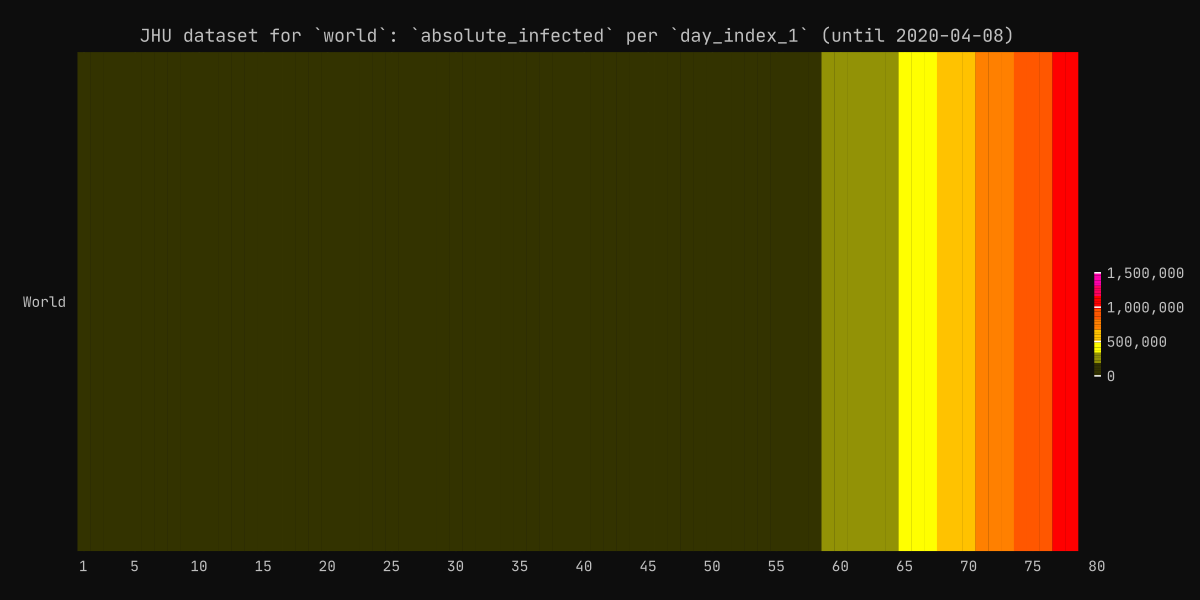 JHU dataset for `world`: `absolute_infected` per `day_index_1` (until 2020-04-08)
1,500,000
World
1,000,000
500,000
0
1 5 10 15 20 25 30 35 40 45 50 55 60 65 70 75 80